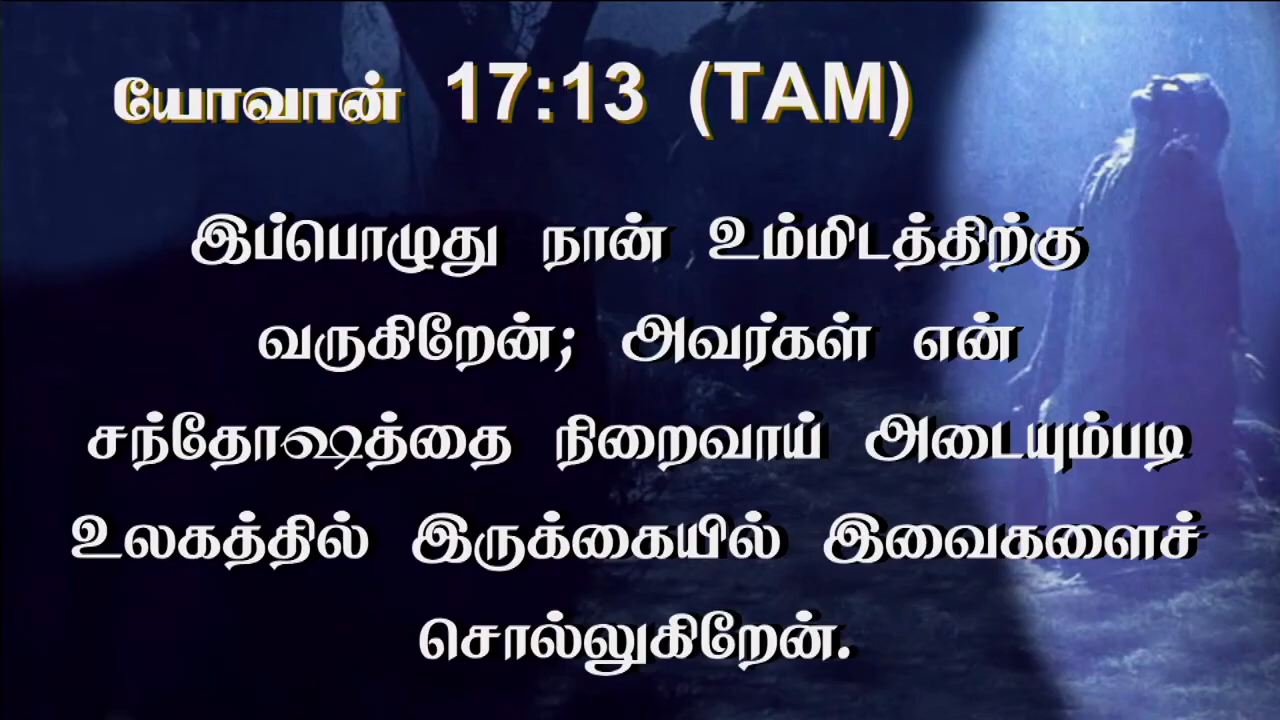 யோவான் 17:13 (TAM)
இப்பொழுது நான் உம்மிடத்திற்கு
வருகிறேன்; அவர்கள் என்
சந்தோஷத்தை நிறைவாய் அடையும்படி
உலகத்தில் இருக்கையில் இவைகளைச்
சொல்லுகிறேன்.